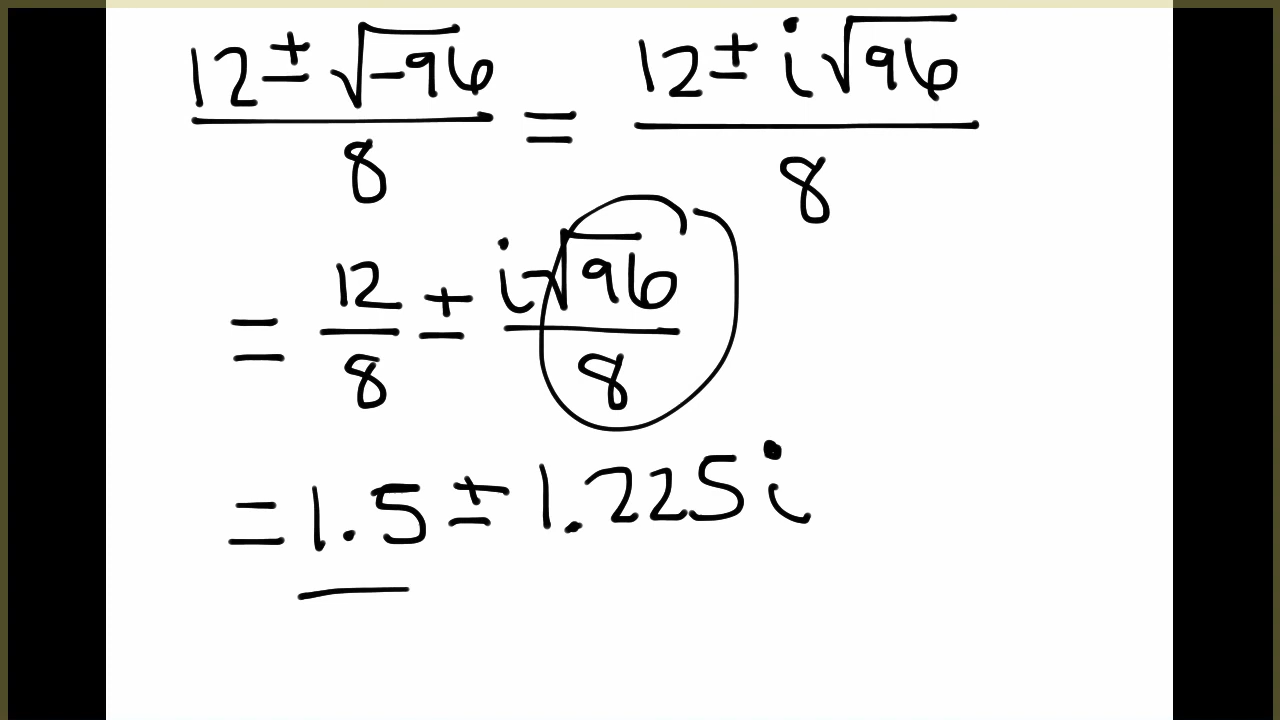 12 ± √-96 / 8 = 12 ± i√96 / 8
= 12/8 ± i√96/8
= 1.5 ± 1.225i